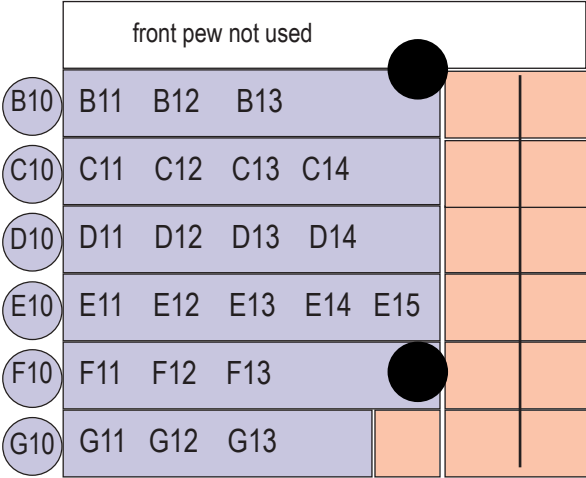 front pew not used
B10 B11 B12 B13
C10 C11 C12 C13 C14
D10 D11 D12 D13 D14
E10 E11 E12 E13 E14 E15
F10 F11 F12 F13
G10 G11 G12 G13